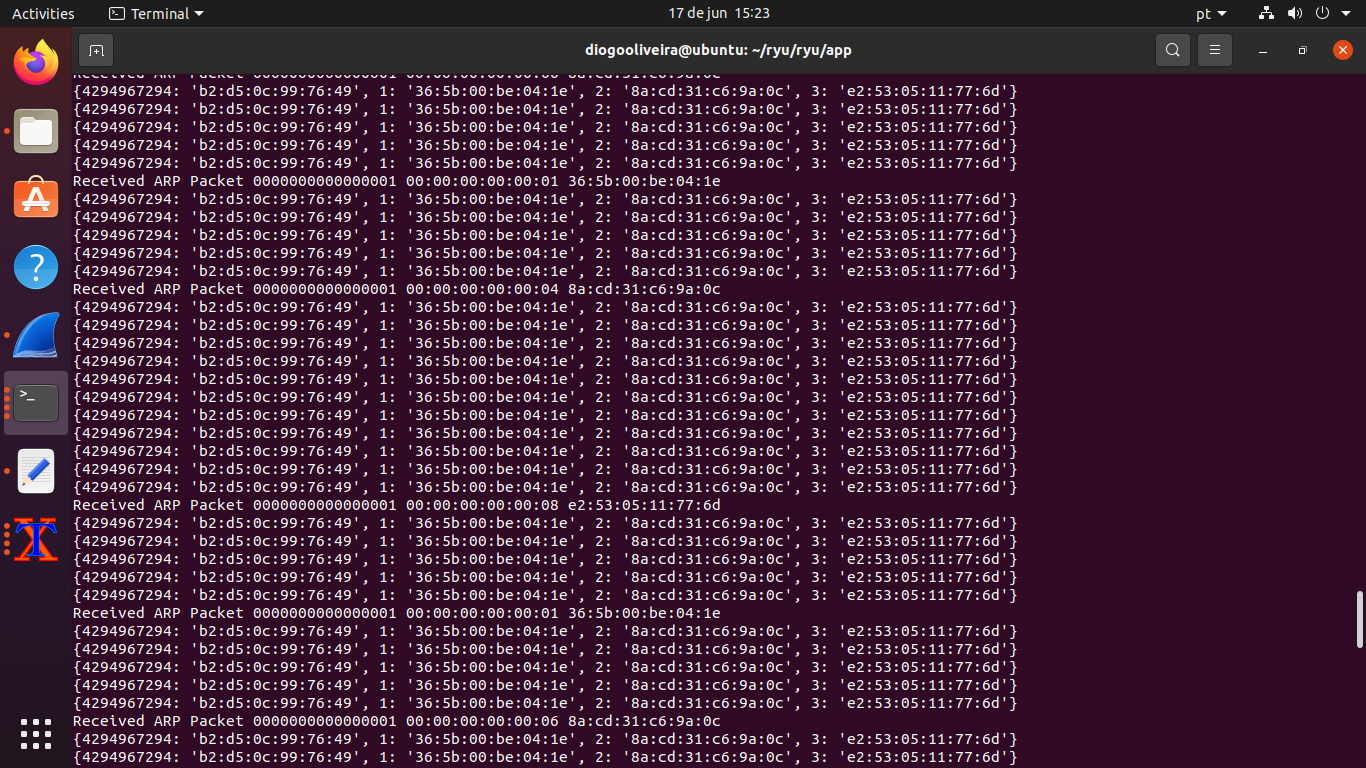 Activities
Terminal
17 de jun 15:23
pt
diogooliveira@ubuntu: ~/ryu/ryu/app
Received ARP Packet 0000000000000001 00:00:00:00:00:06 8a:cd:31:c6:9a:0c
{4294967294: 'b2:d5:0c:99:76:49', 1: '36:5b:00:be:04:1e', 2: '8a:cd:31:c6:9a:0c', 3: 'e2:53:05:11:77:6d'}
{4294967294: 'b2:d5:0c:99:76:49', 1: '36:5b:00:be:04:1e', 2: '8a:cd:31:c6:9a:0c', 3: 'e2:53:05:11:77:6d'}
{4294967294: 'b2:d5:0c:99:76:49', 1: '36:5b:00:be:04:1e', 2: '8a:cd:31:c6:9a:0c', 3: 'e2:53:05:11:77:6d'}
{4294967294: 'b2:d5:0c:99:76:49', 1: '36:5b:00:be:04:1e', 2: '8a:cd:31:c6:9a:0c', 3: 'e2:53:05:11:77:6d'}
{4294967294: 'b2:d5:0c:99:76:49', 1: '36:5b:00:be:04:1e', 2: '8a:cd:31:c6:9a:0c', 3: 'e2:53:05:11:77:6d'}
Received ARP Packet 0000000000000001 00:00:00:00:00:01 36:5b:00:be:04:1e
{4294967294: 'b2:d5:0c:99:76:49', 1: '36:5b:00:be:04:1e', 2: '8a:cd:31:c6:9a:0c', 3: 'e2:53:05:11:77:6d'}
{4294967294: 'b2:d5:0c:99:76:49', 1: '36:5b:00:be:04:1e', 2: '8a:cd:31:c6:9a:0c', 3: 'e2:53:05:11:77:6d'}
{4294967294: 'b2:d5:0c:99:76:49', 1: '36:5b:00:be:04:1e', 2: '8a:cd:31:c6:9a:0c', 3: 'e2:53:05:11:77:6d'}
{4294967294: 'b2:d5:0c:99:76:49', 1: '36:5b:00:be:04:1e', 2: '8a:cd:31:c6:9a:0c', 3: 'e2:53:05:11:77:6d'}
{4294967294: 'b2:d5:0c:99:76:49', 1: '36:5b:00:be:04:1e', 2: '8a:cd:31:c6:9a:0c', 3: 'e2:53:05:11:77:6d'}
Received ARP Packet 0000000000000001 00:00:00:00:00:04 8a:cd:31:c6:9a:0c
{4294967294: 'b2:d5:0c:99:76:49', 1: '36:5b:00:be:04:1e', 2: '8a:cd:31:c6:9a:0c', 3: 'e2:53:05:11:77:6d'}
{4294967294: 'b2:d5:0c:99:76:49', 1: '36:5b:00:be:04:1e', 2: '8a:cd:31:c6:9a:0c', 3: 'e2:53:05:11:77:6d'}
{4294967294: 'b2:d5:0c:99:76:49', 1: '36:5b:00:be:04:1e', 2: '8a:cd:31:c6:9a:0c', 3: 'e2:53:05:11:77:6d'}
{4294967294: 'b2:d5:0c:99:76:49', 1: '36:5b:00:be:04:1e', 2: '8a:cd:31:c6:9a:0c', 3: 'e2:53:05:11:77:6d'}
{4294967294: 'b2:d5:0c:99:76:49', 1: '36:5b:00:be:04:1e', 2: '8a:cd:31:c6:9a:0c', 3: 'e2:53:05:11:77:6d'}
{4294967294: 'b2:d5:0c:99:76:49', 1: '36:5b:00:be:04:1e', 2: '8a:cd:31:c6:9a:0c', 3: 'e2:53:05:11:77:6d'}
{4294967294: 'b2:d5:0c:99:76:49', 1: '36:5b:00:be:04:1e', 2: '8a:cd:31:c6:9a:0c', 3: 'e2:53:05:11:77:6d'}
{4294967294: 'b2:d5:0c:99:76:49', 1: '36:5b:00:be:04:1e', 2: '8a:cd:31:c6:9a:0c', 3: 'e2:53:05:11:77:6d'}
{4294967294: 'b2:d5:0c:99:76:49', 1: '36:5b:00:be:04:1e', 2: '8a:cd:31:c6:9a:0c', 3: 'e2:53:05:11:77:6d'}
{4294967294: 'b2:d5:0c:99:76:49', 1: '36:5b:00:be:04:1e', 2: '8a:cd:31:c6:9a:0c', 3: 'e2:53:05:11:77:6d'}
{4294967294: 'b2:d5:0c:99:76:49', 1: '36:5b:00:be:04:1e', 2: '8a:cd:31:c6:9a:0c', 3: 'e2:53:05:11:77:6d'}
Received ARP Packet 0000000000000001 00:00:00:00:00:08 e2:53:05:11:77:6d
{4294967294: 'b2:d5:0c:99:76:49', 1: '36:5b:00:be:04:1e', 2: '8a:cd:31:c6:9a:0c', 3: 'e2:53:05:11:77:6d'}
{4294967294: 'b2:d5:0c:99:76:49', 1: '36:5b:00:be:04:1e', 2: '8a:cd:31:c6:9a:0c', 3: 'e2:53:05:11:77:6d'}
{4294967294: 'b2:d5:0c:99:76:49', 1: '36:5b:00:be:04:1e', 2: '8a:cd:31:c6:9a:0c', 3: 'e2:53:05:11:77:6d'}
{4294967294: 'b2:d5:0c:99:76:49', 1: '36:5b:00:be:04:1e', 2: '8a:cd:31:c6:9a:0c', 3: 'e2:53:05:11:77:6d'}
{4294967294: 'b2:d5:0c:99:76:49', 1: '36:5b:00:be:04:1e', 2: '8a:cd:31:c6:9a:0c', 3: 'e2:53:05:11:77:6d'}
Received ARP Packet 0000000000000001 00:00:00:00:00:01 36:5b:00:be:04:1e
{4294967294: 'b2:d5:0c:99:76:49', 1: '36:5b:00:be:04:1e', 2: '8a:cd:31:c6:9a:0c', 3: 'e2:53:05:11:77:6d'}
{4294967294: 'b2:d5:0c:99:76:49', 1: '36:5b:00:be:04:1e', 2: '8a:cd:31:c6:9a:0c', 3: 'e2:53:05:11:77:6d'}
{4294967294: 'b2:d5:0c:99:76:49', 1: '36:5b:00:be:04:1e', 2: '8a:cd:31:c6:9a:0c', 3: 'e2:53:05:11:77:6d'}
{4294967294: 'b2:d5:0c:99:76:49', 1: '36:5b:00:be:04:1e', 2: '8a:cd:31:c6:9a:0c', 3: 'e2:53:05:11:77:6d'}
{4294967294: 'b2:d5:0c:99:76:49', 1: '36:5b:00:be:04:1e', 2: '8a:cd:31:c6:9a:0c', 3: 'e2:53:05:11:77:6d'}
Received ARP Packet 0000000000000001 00:00:00:00:00:06 8a:cd:31:c6:9a:0c
{4294967294: 'b2:d5:0c:99:76:49', 1: '36:5b:00:be:04:1e', 2: '8a:cd:31:c6:9a:0c', 3: 'e2:53:05:11:77:6d'}
{4294967294: 'b2:d5:0c:99:76:49', 1: '36:5b:00:be:04:1e', 2: '8a:cd:31:c6:9a:0c', 3: 'e2:53:05:11:77:6d'}